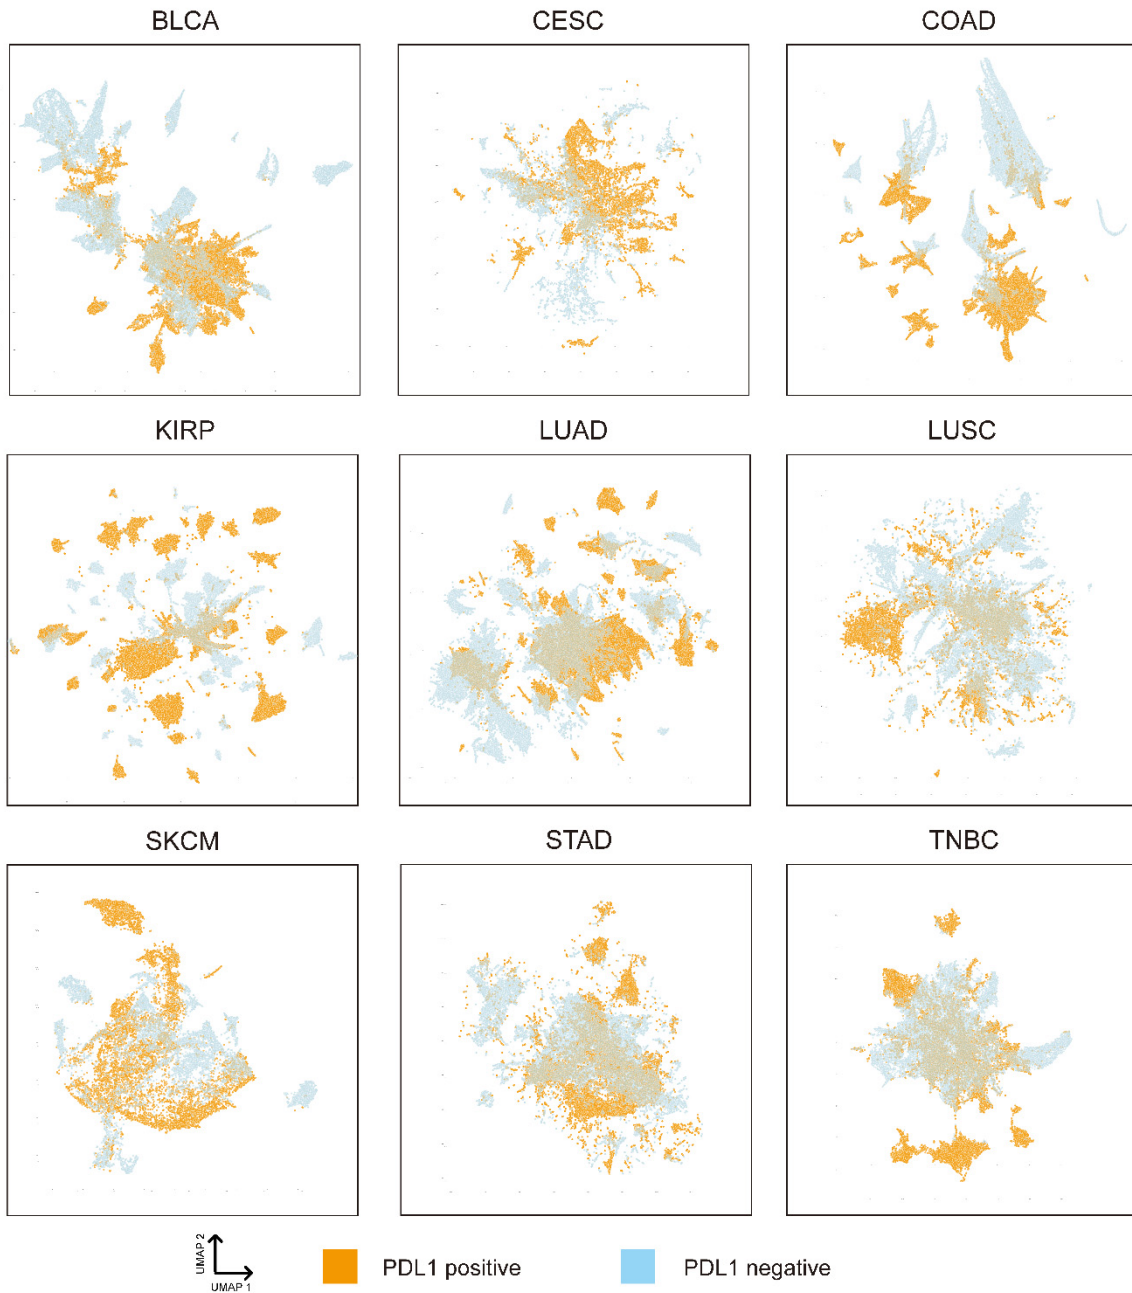 BLCA CESC COAD
KIRP LUAD LUSC
SKCM STAD TNBC
UMAP 2
UMAP 1
PDL1 positive PDL1 negative